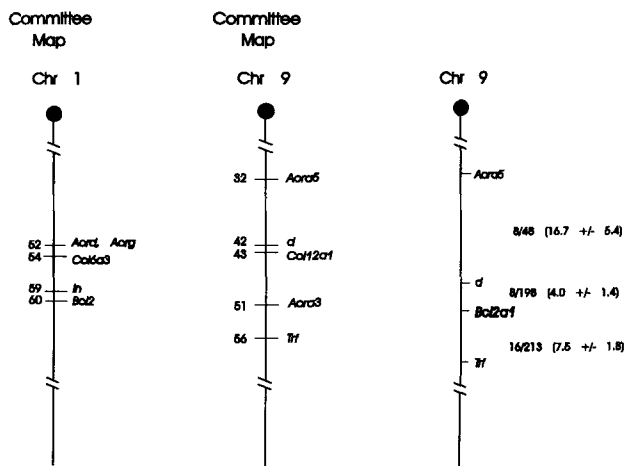 Committee
Map
Chr 1
52 Acrd, Acrg
54 Col6a3
59 ln
60 Bcl2
Committee
Map
Chr 9
32 Acra5
42 d
43 Col12a1
51 Acra3
56 Trf
Chr 9
Acra5
8/48 (16.7 +/- 5.4)
d
8/198 (4.0 +/- 1.4)
Bcl2a1
16/213 (7.5 +/- 1.8)
Trf